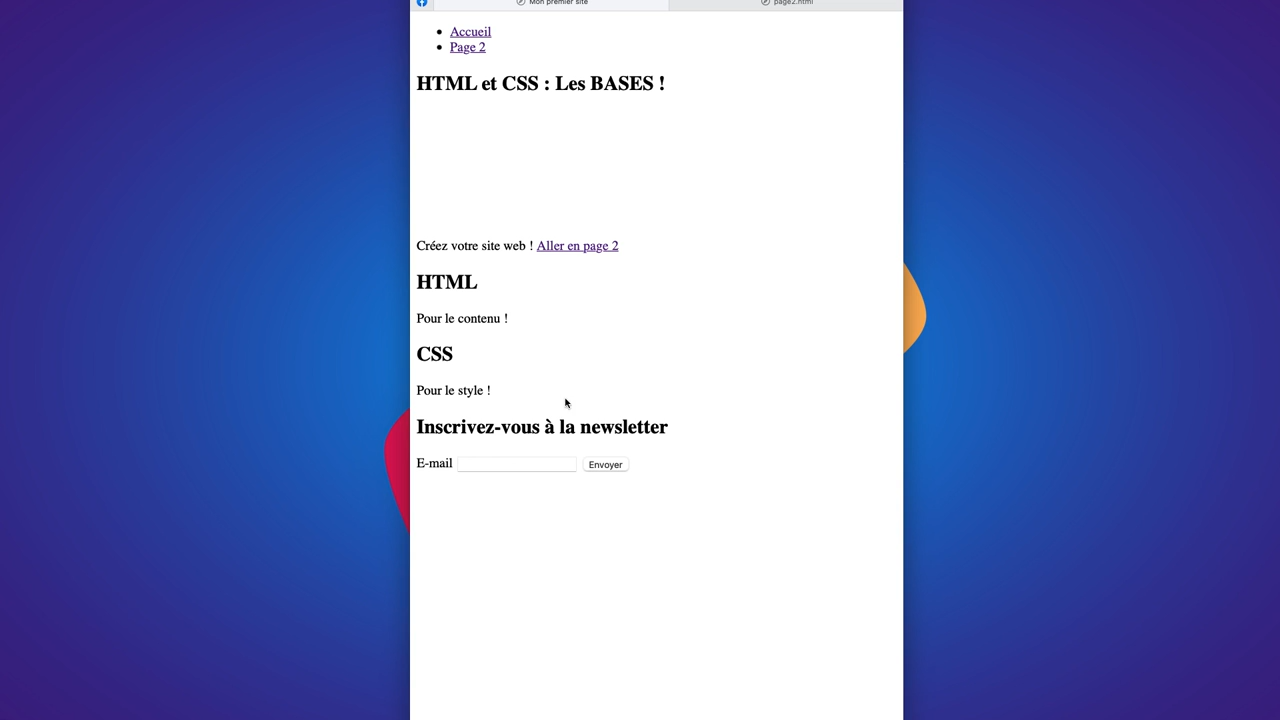 Mon premier site
page2.html
Accueil
Page 2
HTML et CSS : Les BASES !
Créez votre site web ! Aller en page 2
HTML
Pour le contenu !
CSS
Pour le style !
Inscrivez-vous à la newsletter
E-mail
Envoyer